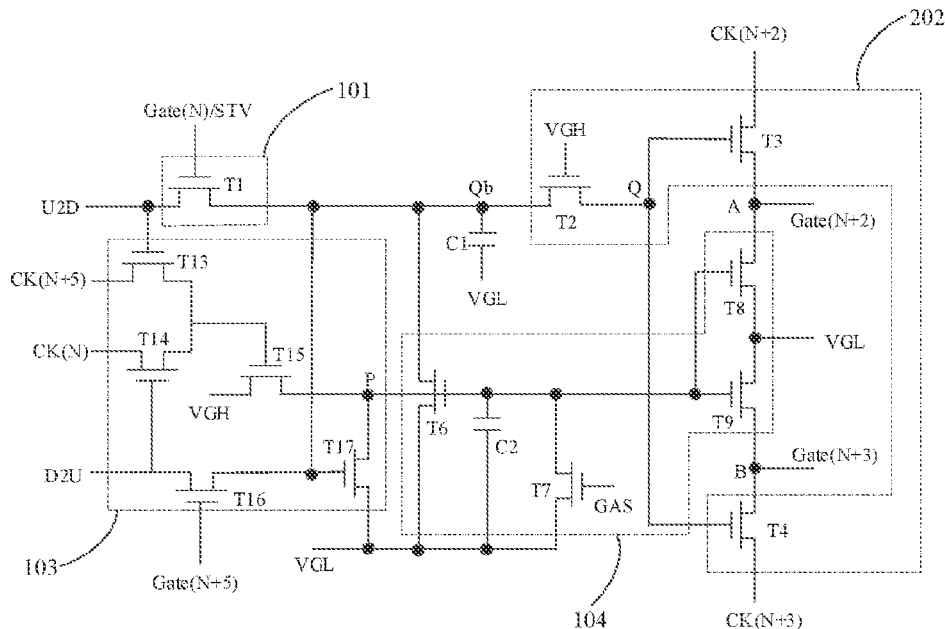 202
CK(N+2)
101
Gate(N)/STV
VGH
T3
T1
Qb
Q
A
U2D
Gate(N+2)
T2
C1
T13
CK(N+5)
VGL
T8
T14
CK(N)
T15
VGL
P
VGH
T6
C2
T9
T17
Gate(N+3)
D2U
T7
B
T16
GAS
T4
103
VGL
Gate(N+5)
104
CK(N+3)